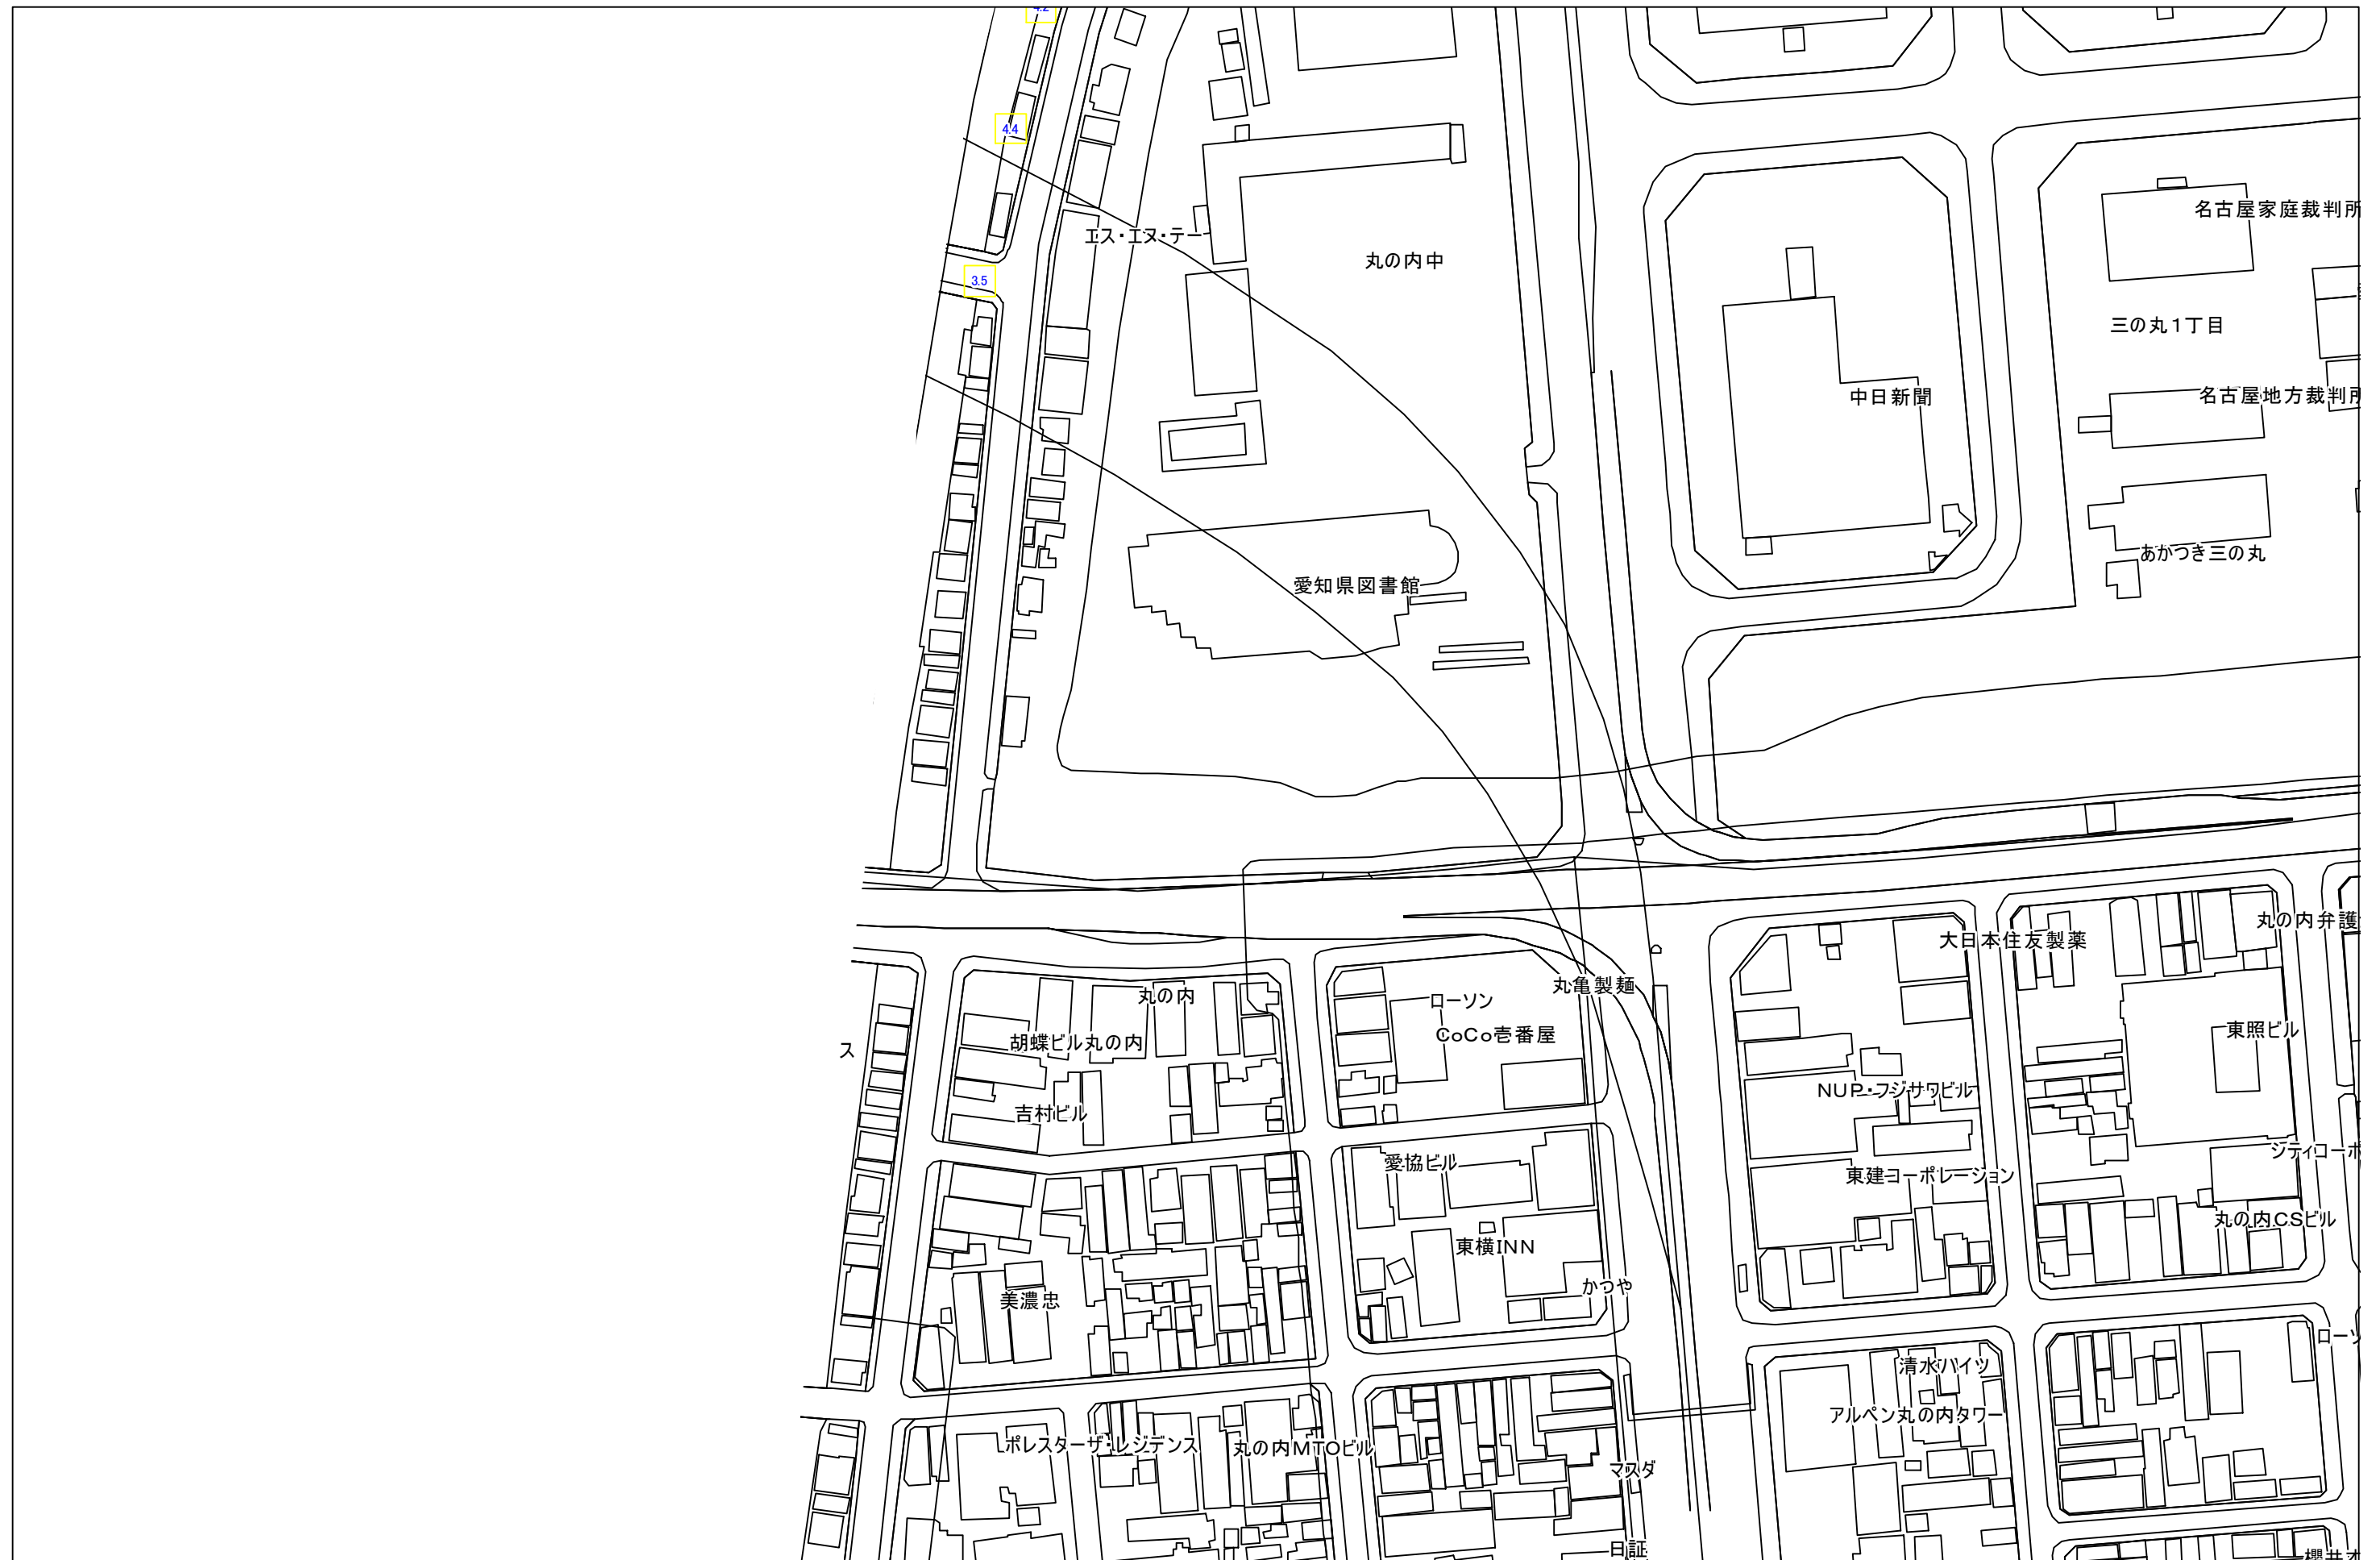 4.2
4.4
名古屋家庭裁判所
エス・エヌ・テー
丸の内中
3.5
三の丸1丁目
中日新聞
名古屋地方裁判所
あかつき三の丸
愛知県図書館
丸の内弁護
大日本住友製薬
丸亀製麺
丸の内
ローソン
東照ビル
CoCo壱番屋
胡蝶ビル丸の内
ス
NUP・フジサワビル
吉村ビル
シティコーポ
愛協ビル
東建コーポレーション
丸の内CSビル
東横INN
かつや
美濃忠
ローソ
清水ハイツ
アルペン丸の内タワー
ポレスターザ・レジデンス
丸の内MTOビル
マスダ
日証